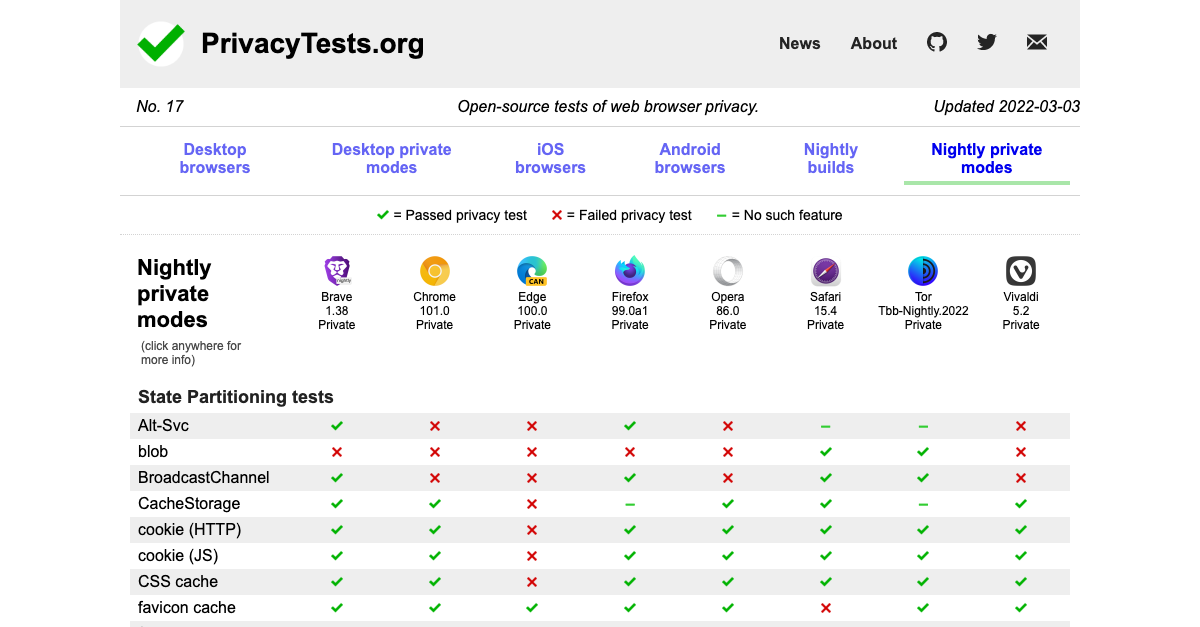 PrivacyTests.org
News About
No. 17 Open-source tests of web browser privacy. Updated 2022-03-03
Desktop browsers
Desktop private modes
iOS browsers
Android browsers
Nightly builds
Nightly private modes
= Passed privacy test = Failed privacy test = No such feature
Nightly
private
modes
(click anywhere for
more info)
nightly
Brave
1.38
Private
Chrome
101.0
Private
CAN
Edge
100.0
Private
Firefox
99.0a1
Private
Opera
86.0
Private
Safari
15.4
Private
Tor
Tbb-Nightly.2022
Private
Vivaldi
5.2
Private
State Partitioning tests
Alt-Svc
blob
BroadcastChannel
CacheStorage
cookie (HTTP)
cookie (JS)
CSS cache
favicon cache